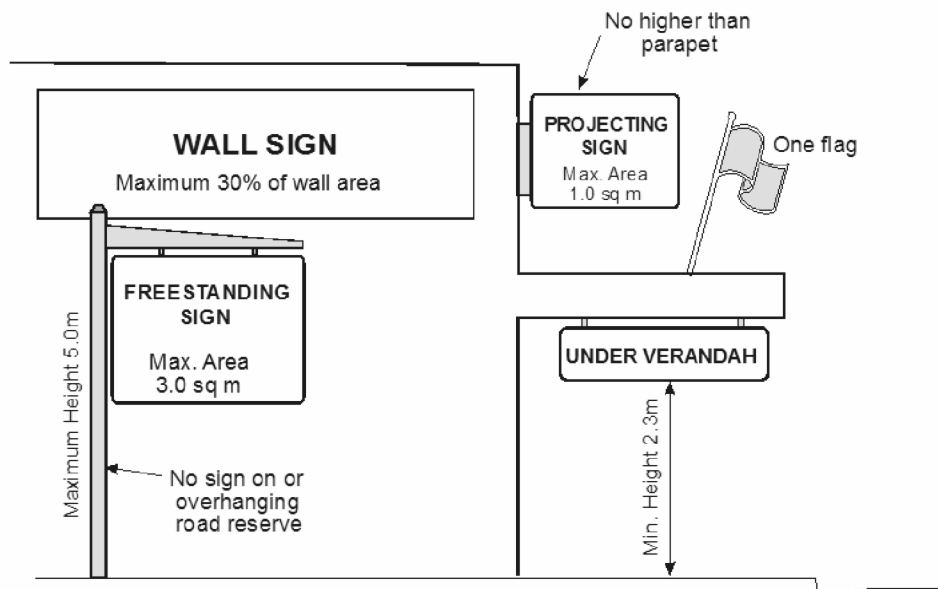 No higher than
parapet
WALL SIGN
Maximum 30% of wall area
PROJECTING
SIGN
Max. Area
1.0 sq m
One flag
FREESTANDING
SIGN
Max. Area
3.0 sq m
UNDER VERANDAH
Maximum Height 5.0m
Min. Height 2.3m
No sign on or
overhanging
road reserve